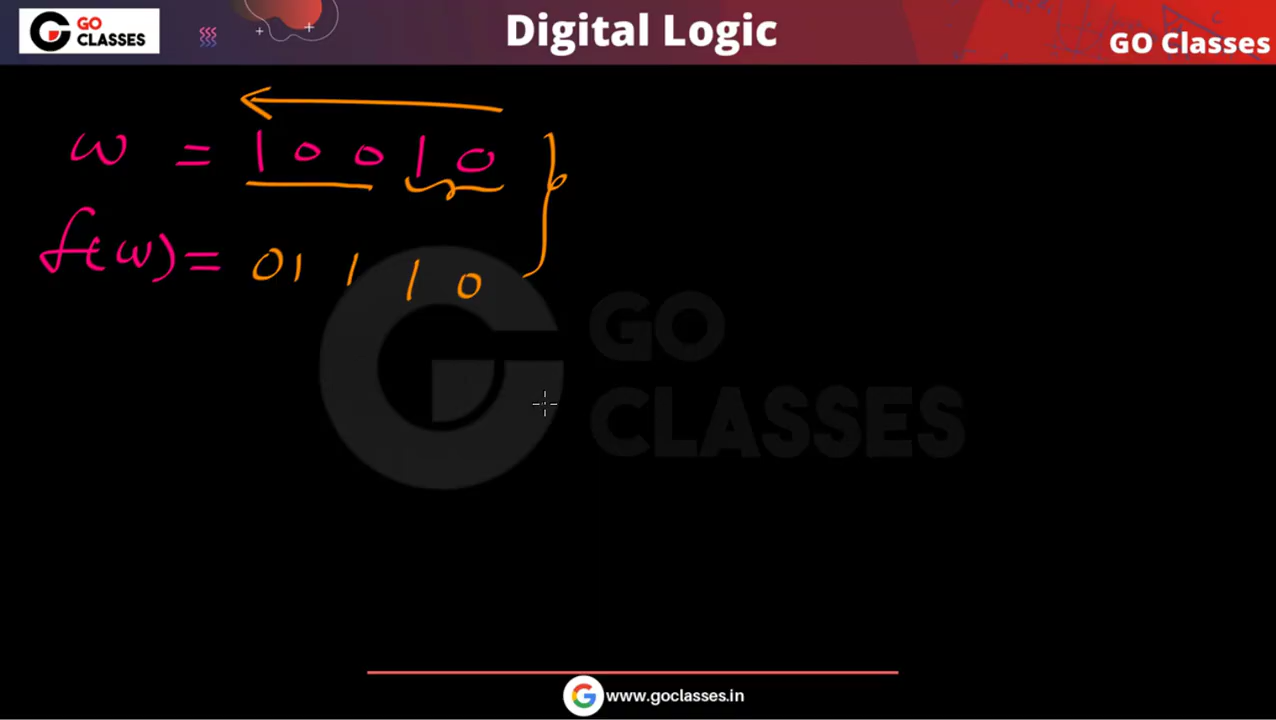 GO
CLASSES
Digital Logic
GO Classes
w = 10010
f(w) = 01110
GO
CLASSES
www.goclasses.in